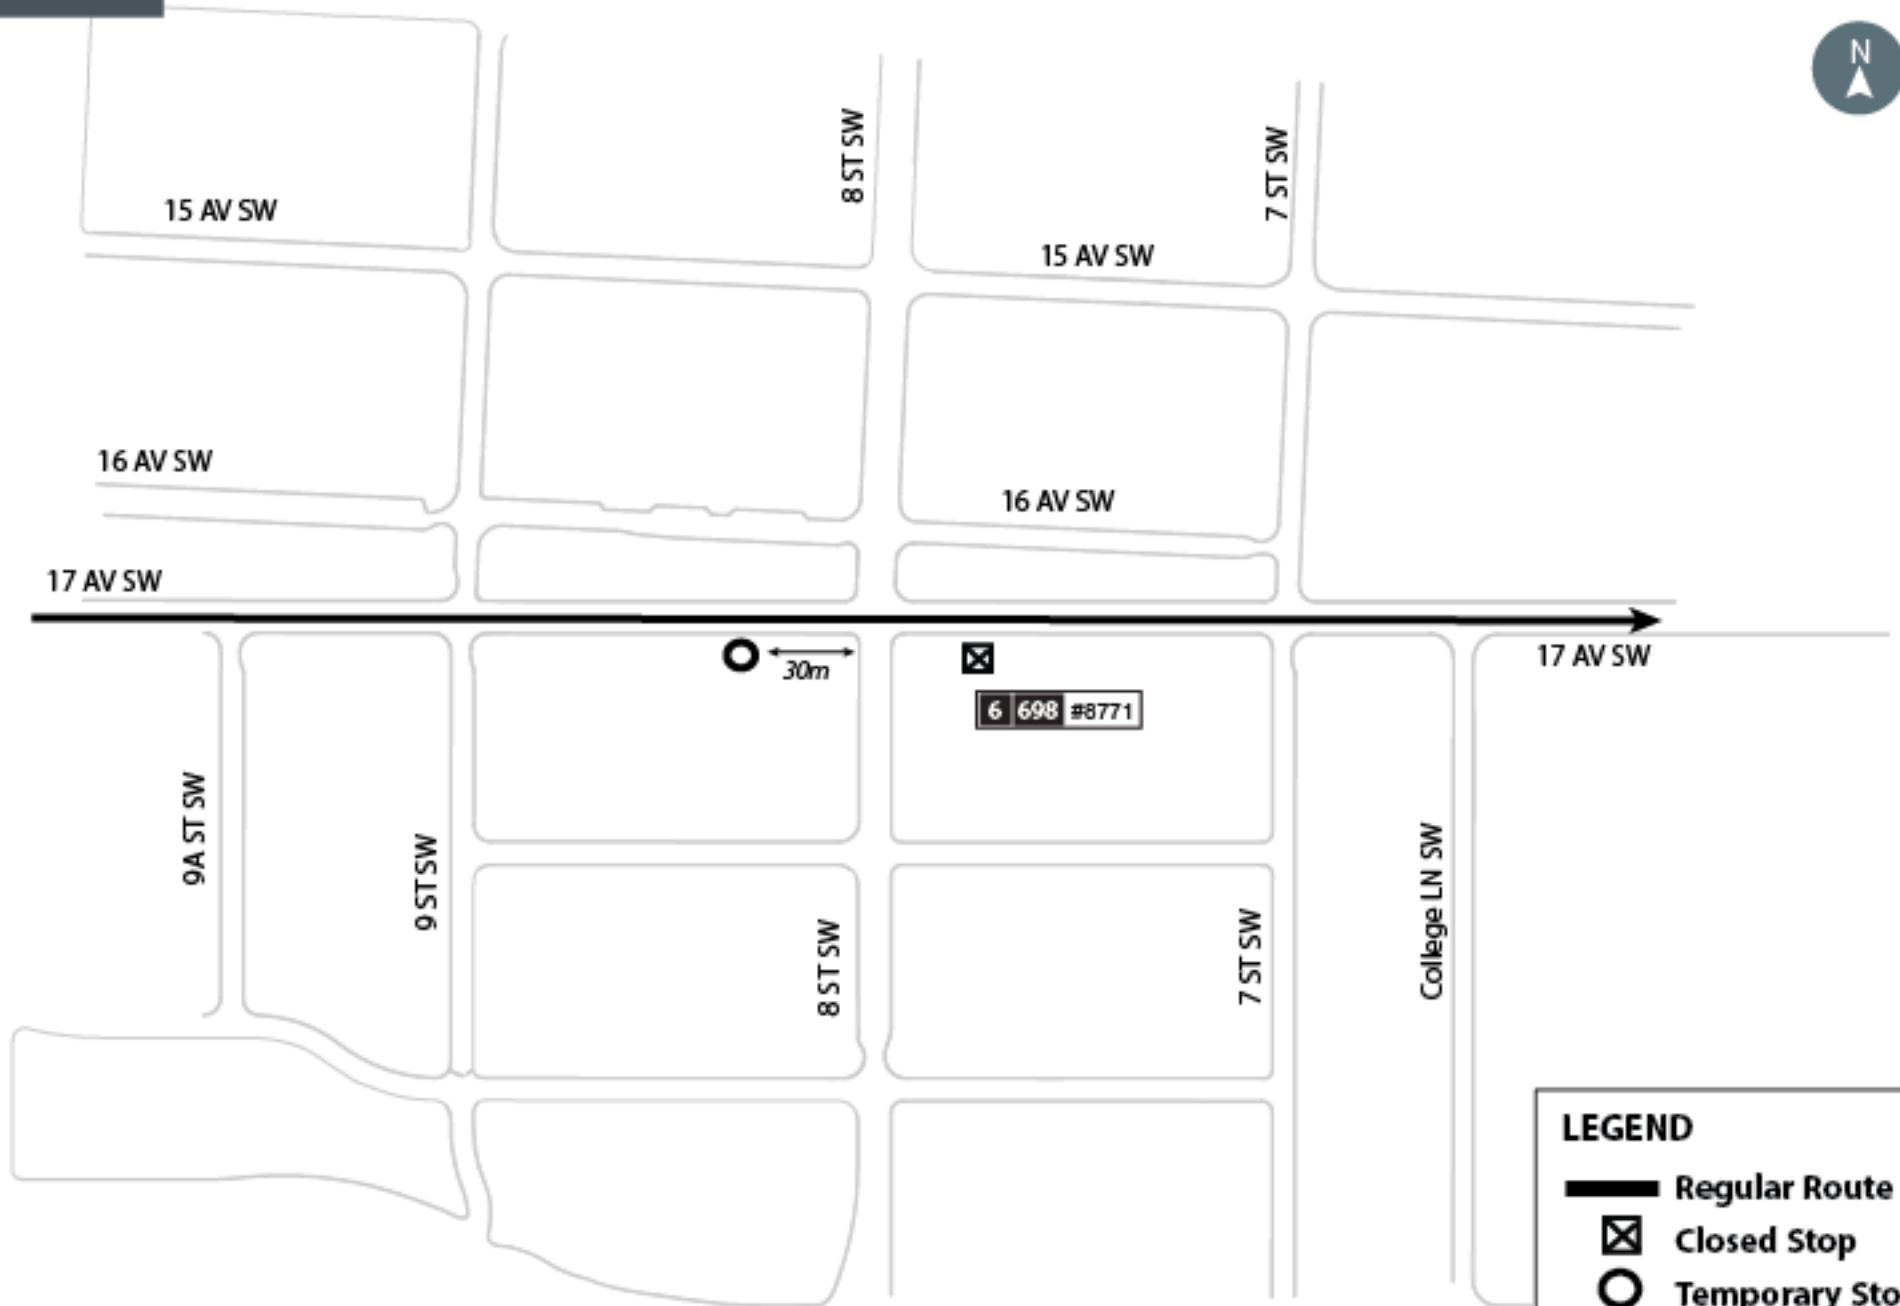 N
8 ST SW
7 ST SW
15 AV SW
15 AV SW
16 AV SW
16 AV SW
17 AV SW
30m
17 AV SW
6 698 #8771
9A ST SW
9 ST SW
8 ST SW
7 ST SW
College LN SW
LEGEND
Regular Route
Closed Stop
Temporary Sto